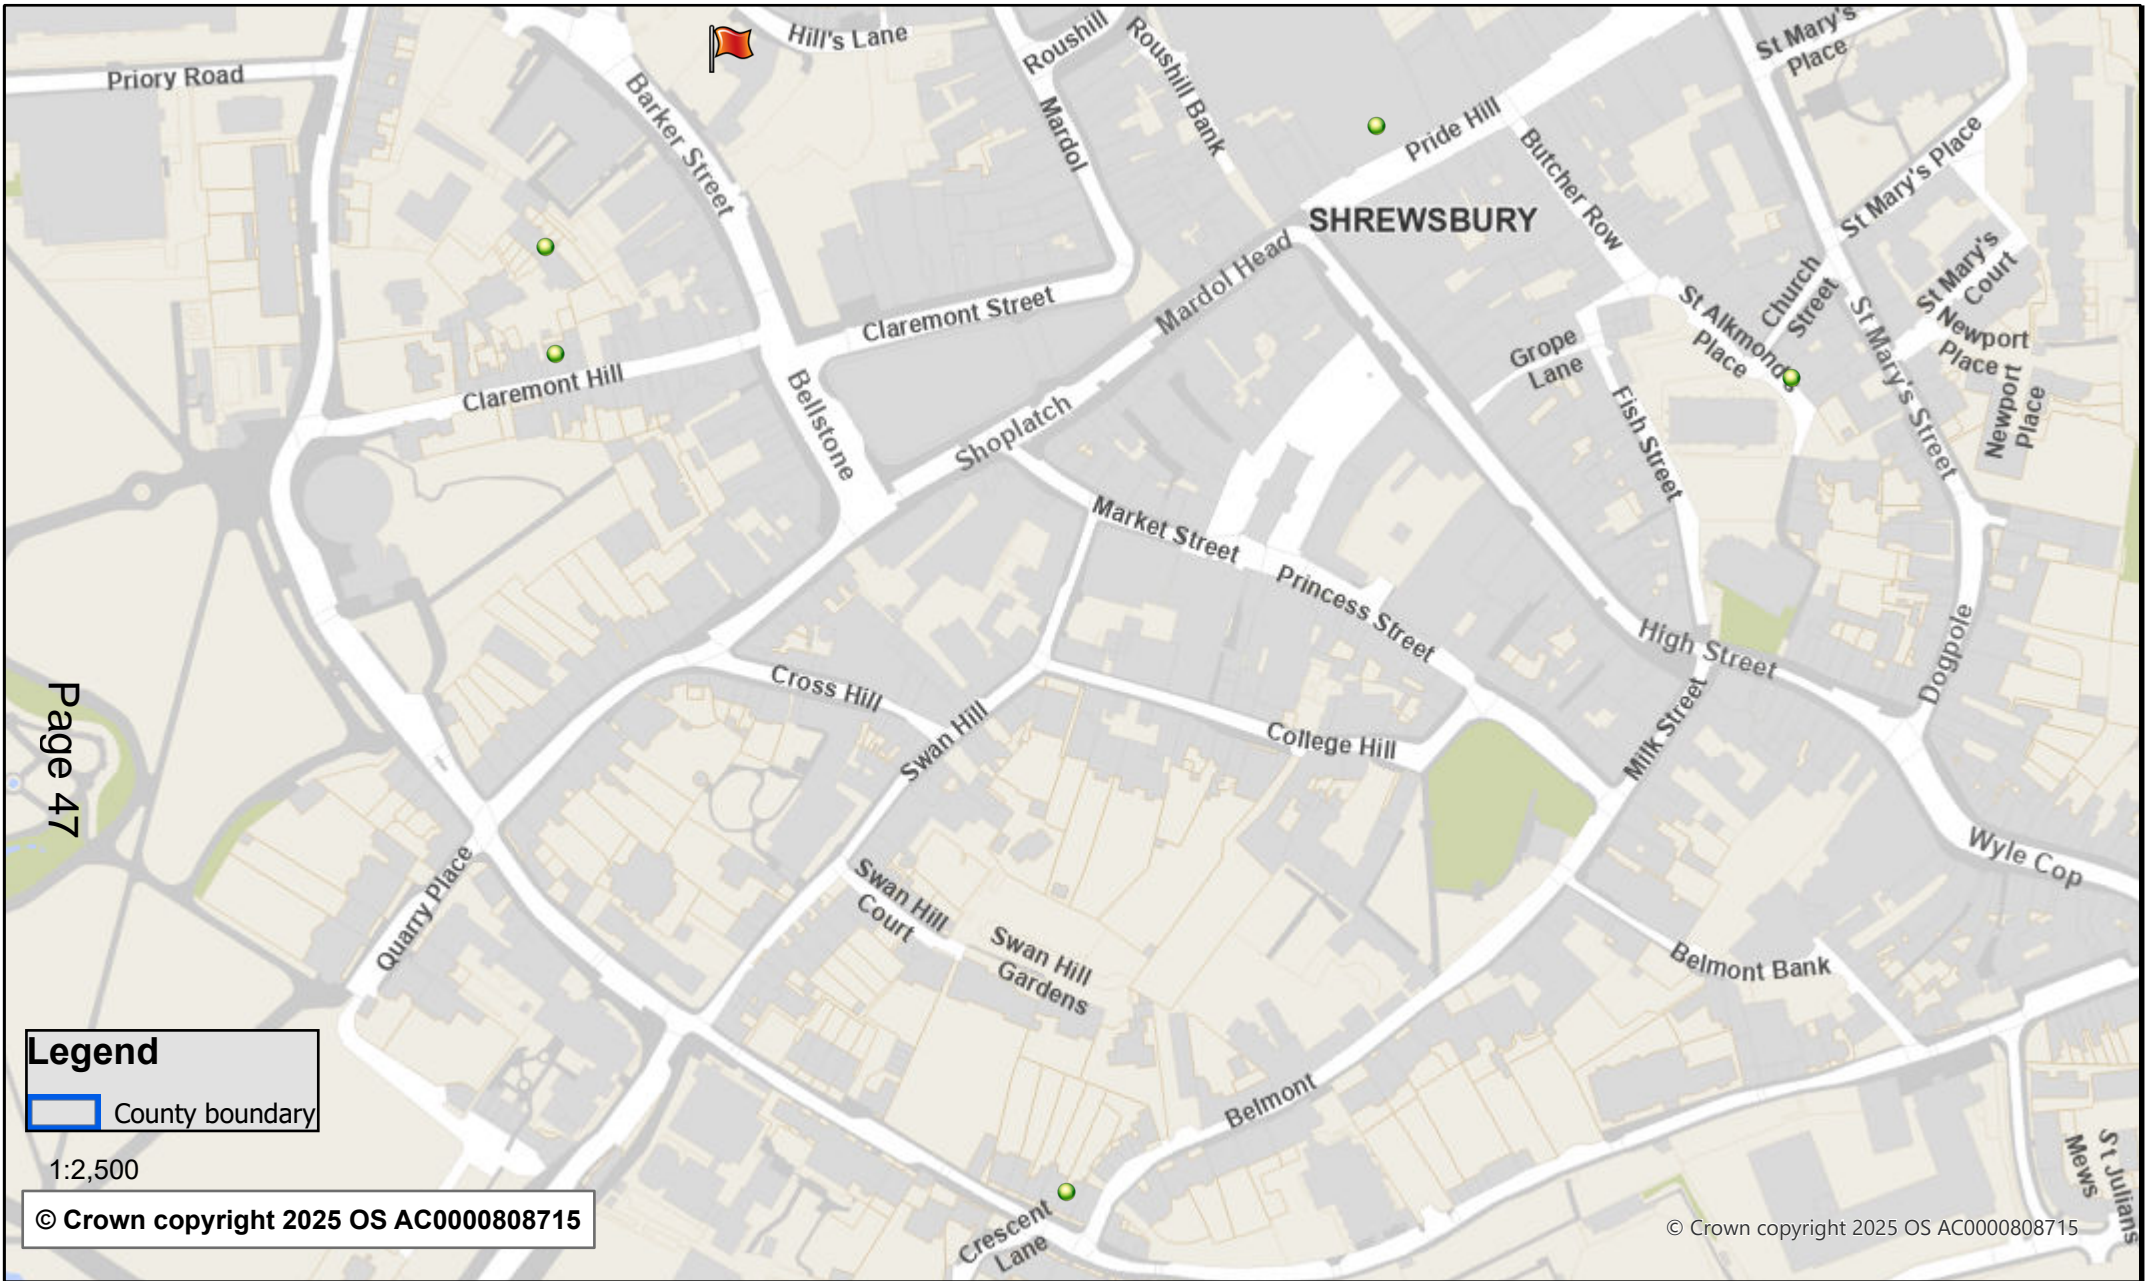 Hill's Lane
Roushill
Roushill Bank
St Mary's
Place
Priory Road
Barker Street
Mardol
Pride Hill
Butcher Row
St Mary's Place
SHREWSBURY
Mardol Head
Claremont Street
Church
Street
St Mary's
Court
St Alkmonds
Place
St Mary's Street
Newport
Place
Newport
Place
Grope
Lane
Claremont Hill
Bellstone
Shoplatch
Fish Street
Market Street
Princess Street
High Street
Dogpole
Cross Hill
Swan Hill
College Hill
Milk Street
Page 47
Wyle Cop
Quarry Place
Swan Hill
Court
Swan Hill
Gardens
Belmont Bank
Belmont
Crescent
Lane
St Julians
Mews
Legend
County boundary
1:2,500
© Crown copyright 2025 OS AC0000808715
© Crown copyright 2025 OS AC0000808715